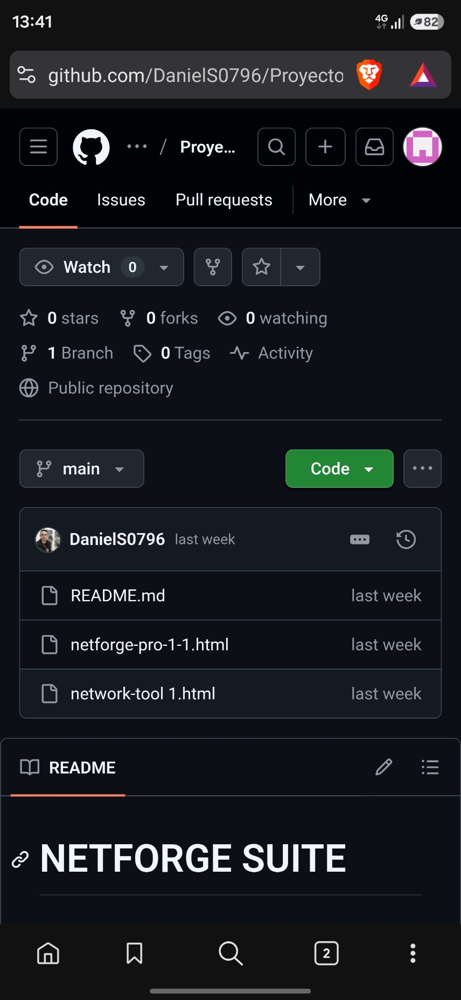 13:41 4G 82
github.com/DanielS0796/Proyecto
... / Proye...
Code Issues Pull requests More
Watch 0
0 stars 0 forks 0 watching
1 Branch 0 Tags Activity
Public repository
main Code
DanielS0796 last week
README.md last week
netforge-pro-1-1.html last week
network-tool 1.html last week
README
NETFORGE SUITE
2